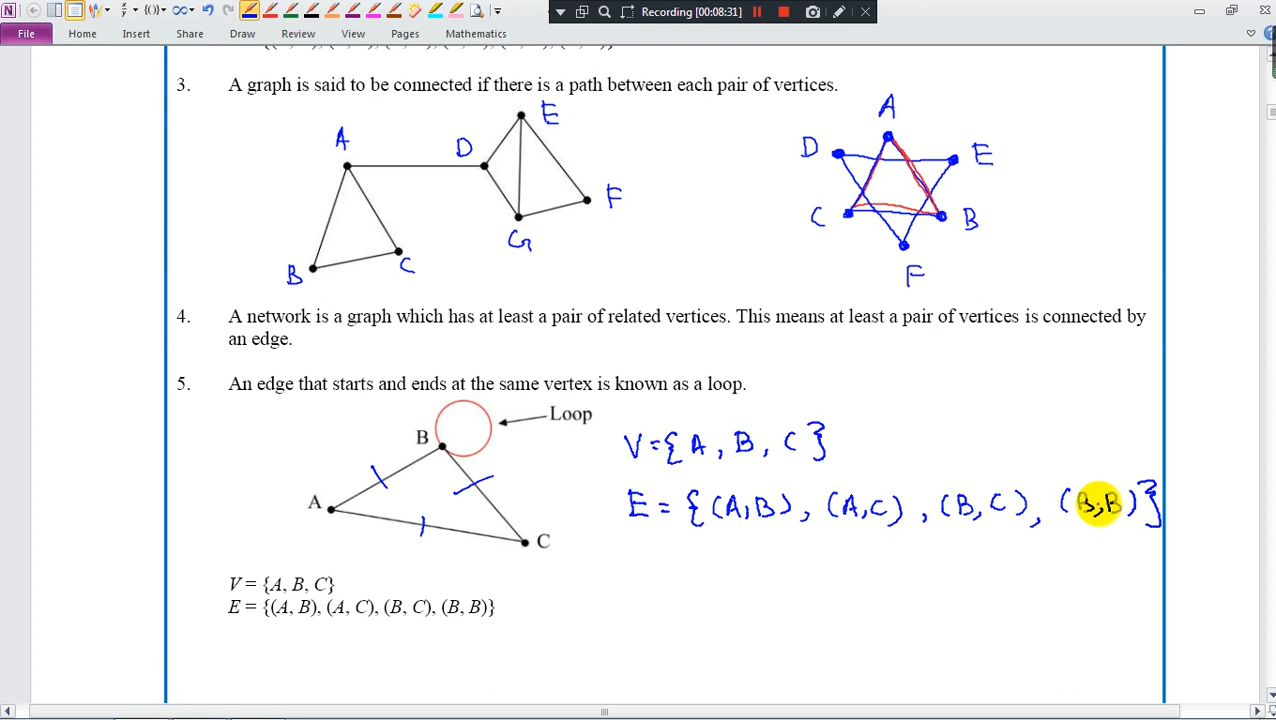 Recording [00:08:31]
File Home Insert Share Draw Review View Pages Mathematics
3. A graph is said to be connected if there is a path between each pair of vertices.
A D E F G B C
A D E C B F
4. A network is a graph which has at least a pair of related vertices. This means at least a pair of vertices is connected by
an edge.
5. An edge that starts and ends at the same vertex is known as a loop.
Loop
B
A
C
V={A, B, C}
E = {(A,B), (A,C), (B,C), (B,B)}
V = {A, B, C}
E = {(A, B), (A, C), (B, C), (B, B)}